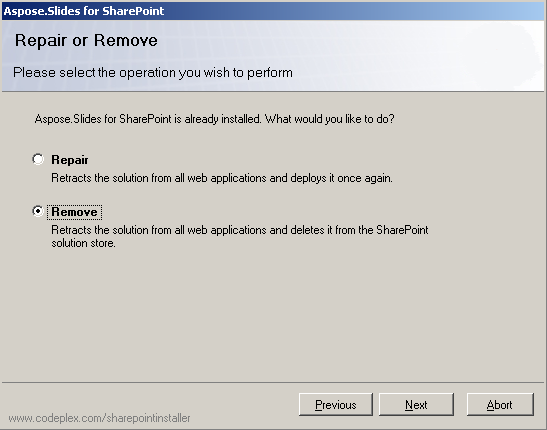 Aspose.Slides for SharePoint
Repair or Remove
Please select the operation you wish to perform
Aspose.Slides for SharePoint is already installed. What would you like to do?
Repair
Retracts the solution from all web applications and deploys it once again.
Remove
Retracts the solution from all web applications and deletes it from the SharePoint
solution store.
Previous Next Abort
www.codeplex.com/sharepointinstaller